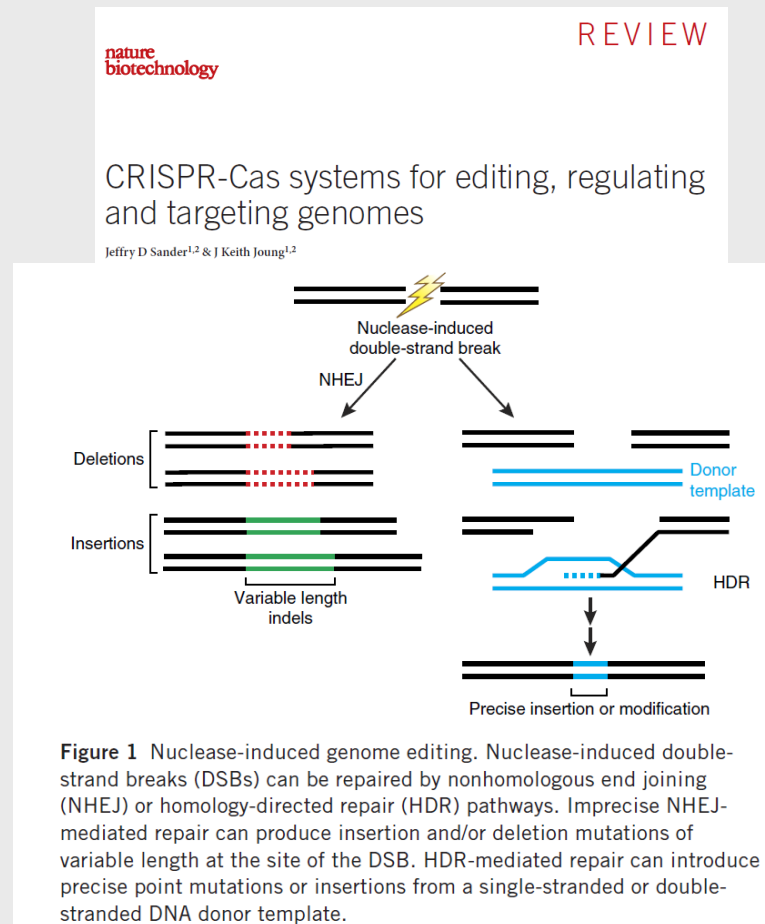 REVIEW
nature
biotechnology
CRISPR-Cas systems for editing, regulating
and targeting genomes
Jeffry D Sander1,2 & J Keith Joung1,2
Nuclease-induced
double-strand break
NHEJ
Deletions
Donor
template
Insertions
Variable length
indels
HDR
Precise insertion or modification
Figure 1 Nuclease-induced genome editing. Nuclease-induced double-
strand breaks (DSBs) can be repaired by nonhomologous end joining
(NHEJ) or homology-directed repair (HDR) pathways. Imprecise NHEJ-
mediated repair can produce insertion and/or deletion mutations of
variable length at the site of the DSB. HDR-mediated repair can introduce
precise point mutations or insertions from a single-stranded or double-
stranded DNA donor template.